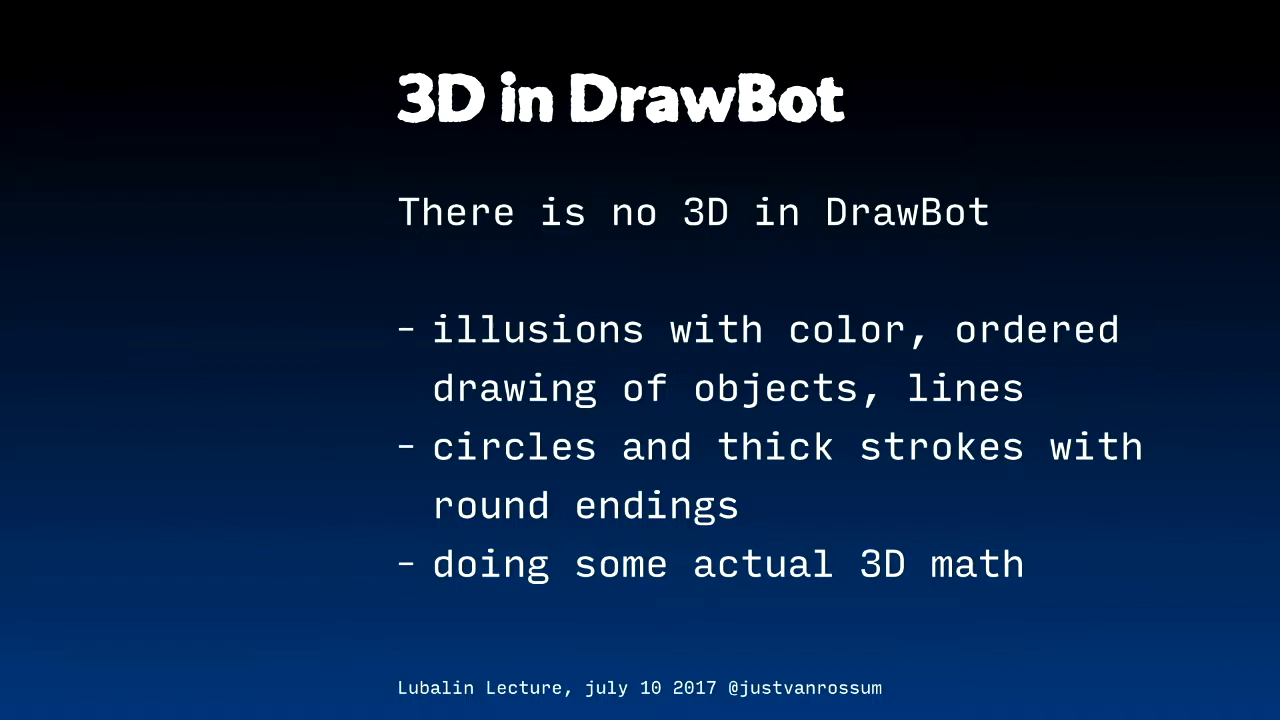 3D in DrawBot
There is no 3D in DrawBot
- illusions with color, ordered
drawing of objects, lines
- circles and thick strokes with
round endings
- doing some actual 3D math
Lubalin Lecture, july 10 2017 @justvanrossum